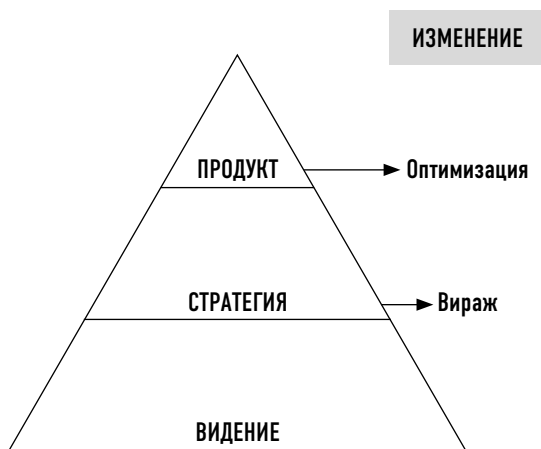 ИЗМЕНЕНИЕ
ПРОДУКТ
Оптимизация
СТРАТЕГИЯ
Вираж
ВИДЕНИЕ